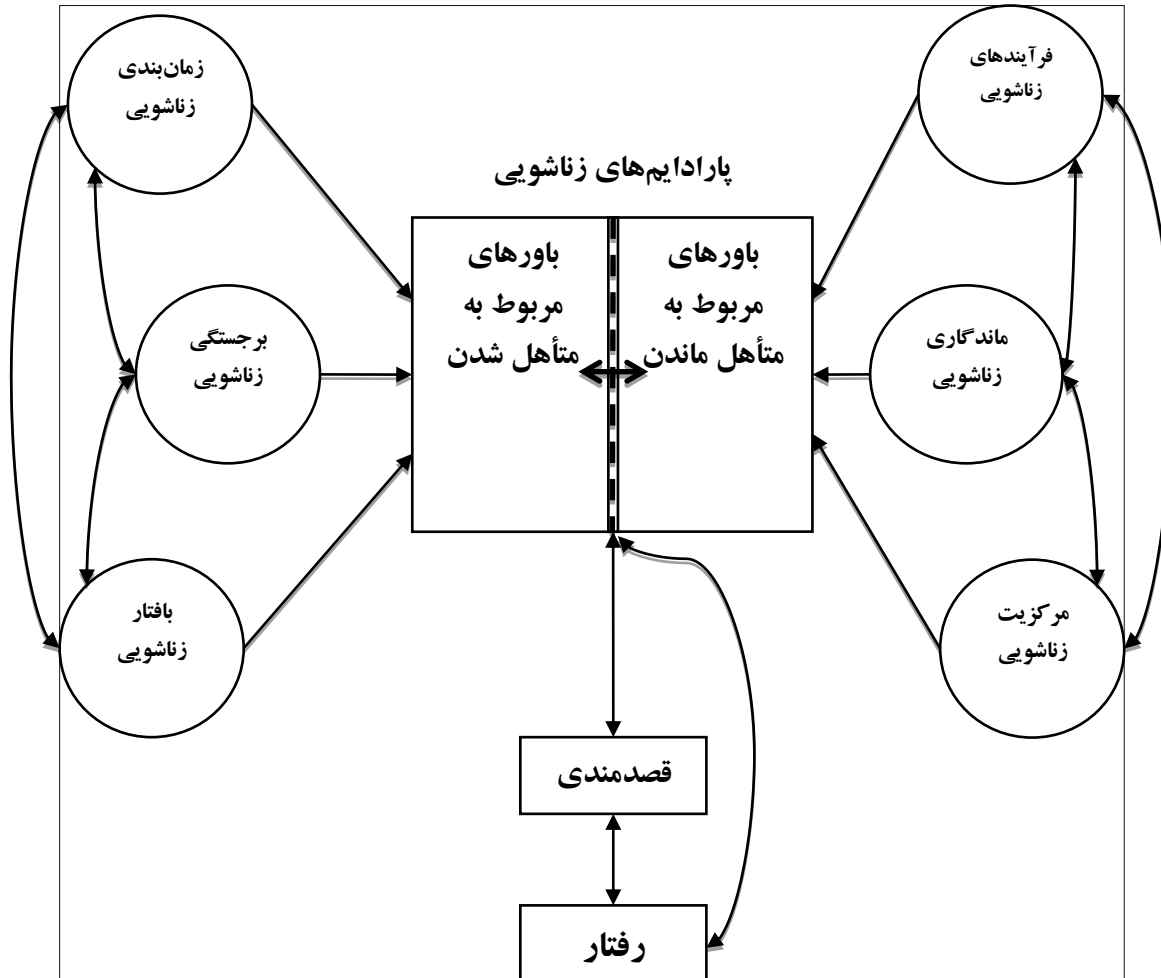 فرآیندهای
زناشویی
زمان‌بندی
زناشویی
پارادایم‌های زناشویی
باورهای
مربوط به
متأهل ماندن
باورهای
مربوط به
متأهل شدن
ماندگاری
زناشویی
برجستگی
زناشویی
مرکزیت
زناشویی
بافتار
زناشویی
قصدمندی
رفتار